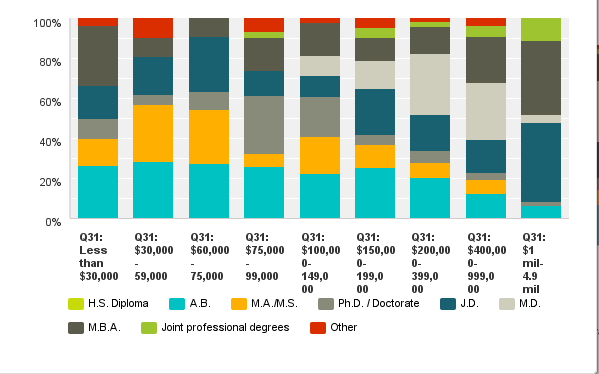 100%
80%
60%
40%
20%
0%
Q31: Q31: Q31: Q31: Q31: Q31: Q31: Q31: Q31:
Less $30,000 $60,000 $75,000 $100,00 $150,00 $200,00 $400,00 $1
than - - - 0- 0- 0- 0- mil-
$30,000 59,000 75,000 99,000 149,0 199,0 399,0 999,0 4.9
00 00 00 00 mil
H.S. Diploma A.B. M.A./M.S. Ph.D. / Doctorate J.D. M.D.
M.B.A. Joint professional degrees Other